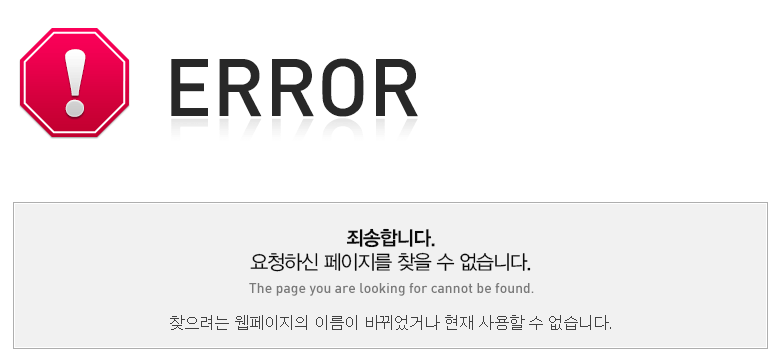 ERROR
죄송합니다.
요청하신 페이지를 찾을 수 없습니다.
The page you are looking for cannot be found.
찾으려는 웹페이지의 이름이 바뀌었거나 현재 사용할 수 없습니다.